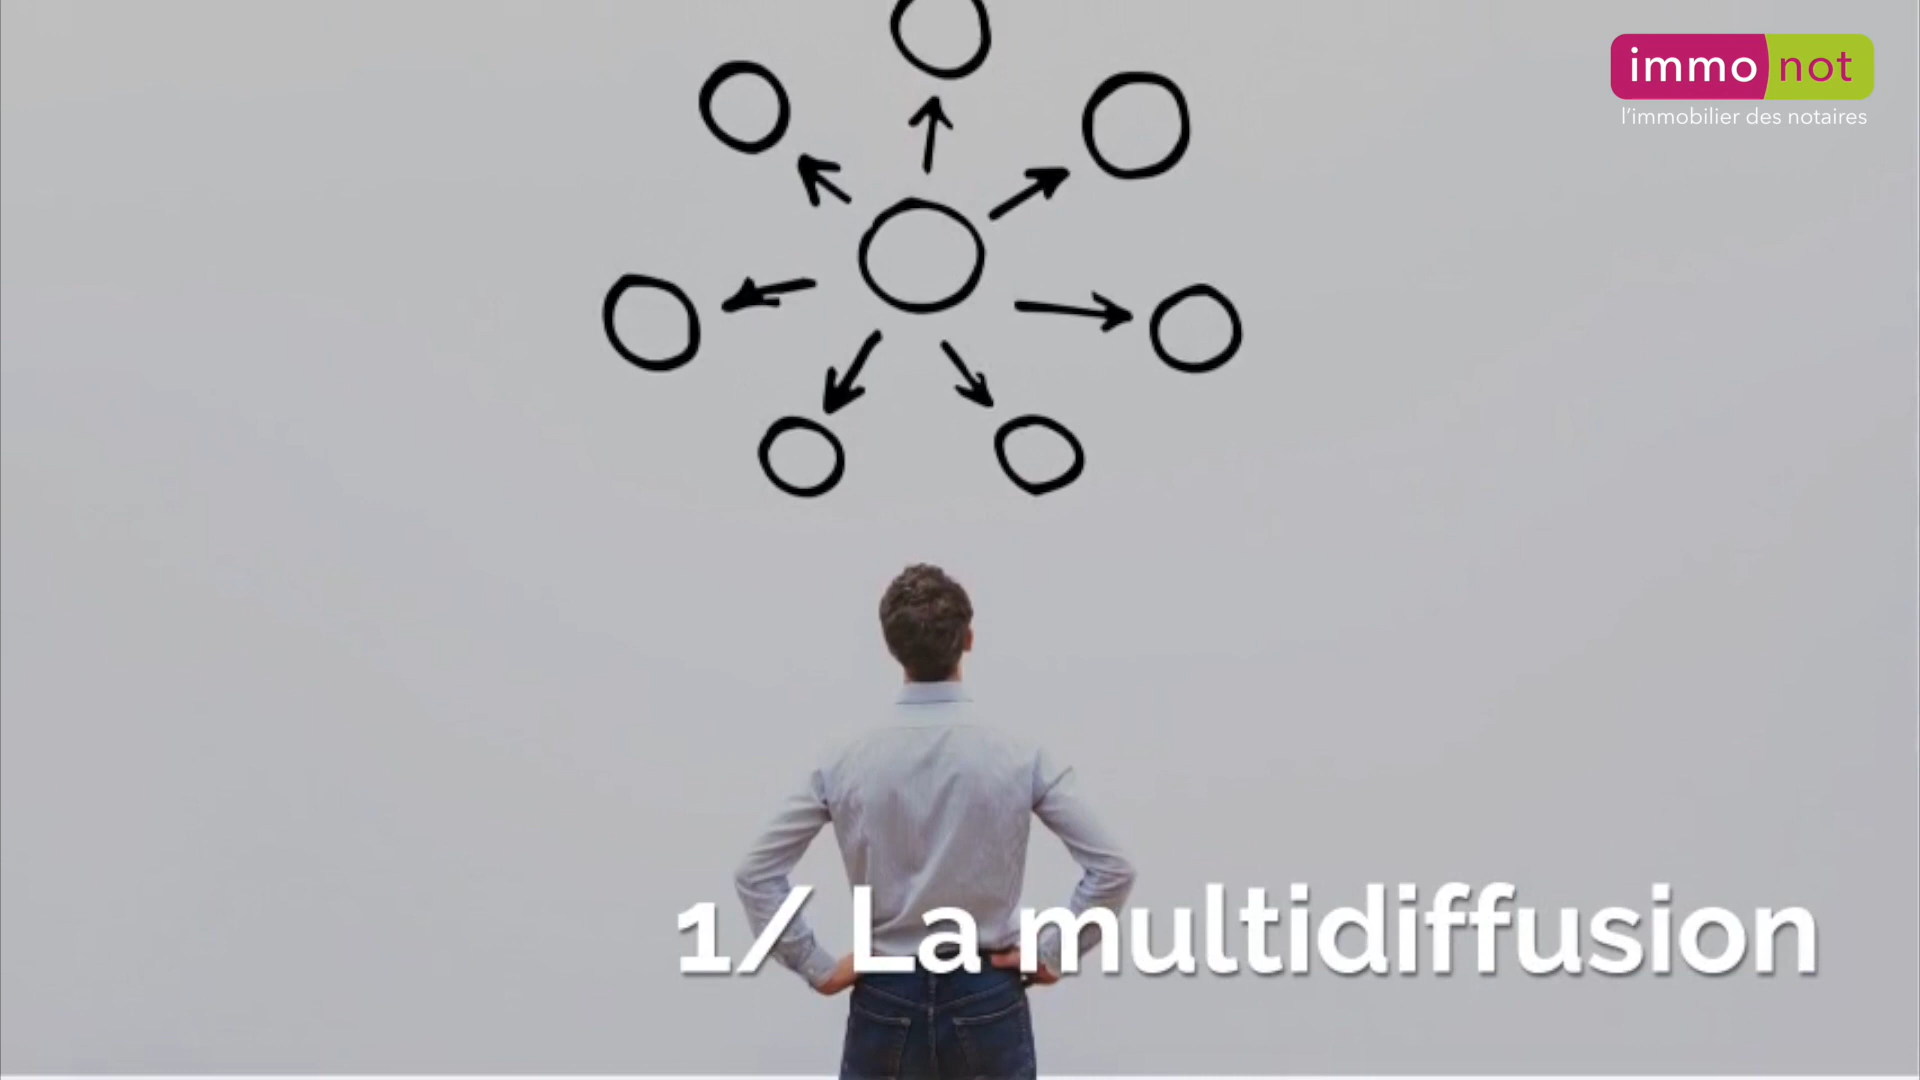 immo not
l'immobilier des notaires
1/ La multidiffusion